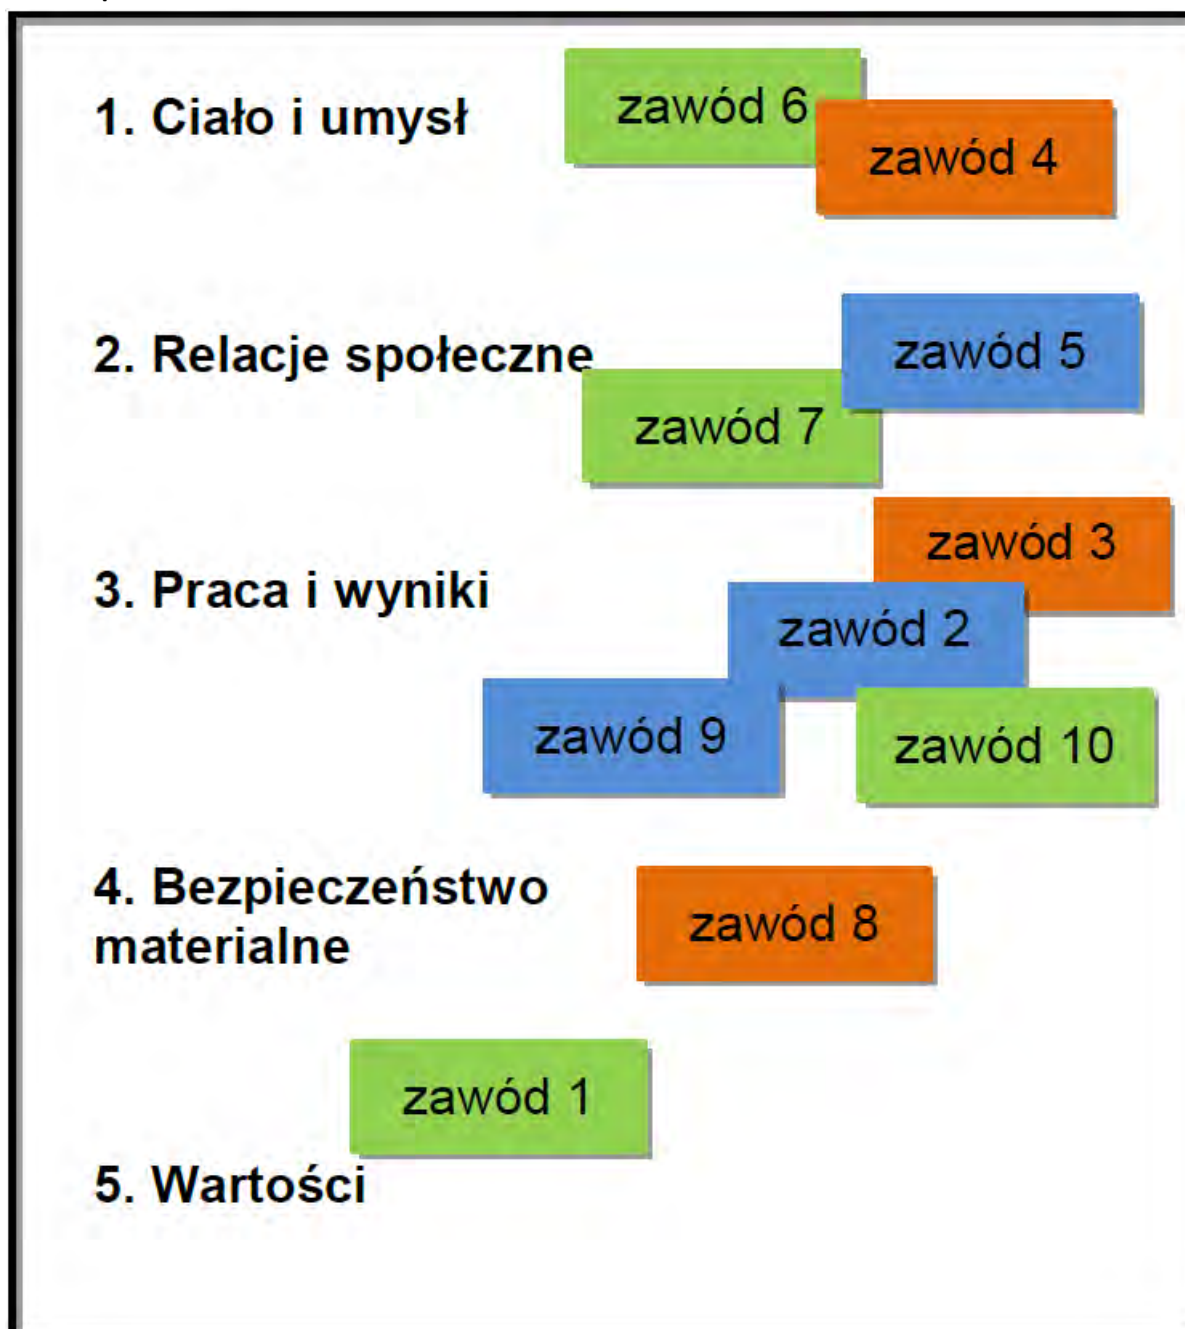 1. Ciało i umysł
zawód 6
zawód 4
2. Relacje społeczne
zawód 5
zawód 7
3. Praca i wyniki
zawód 3
zawód 2
zawód 9
zawód 10
4. Bezpieczeństwo
materialne
zawód 8
zawód 1
5. Wartości